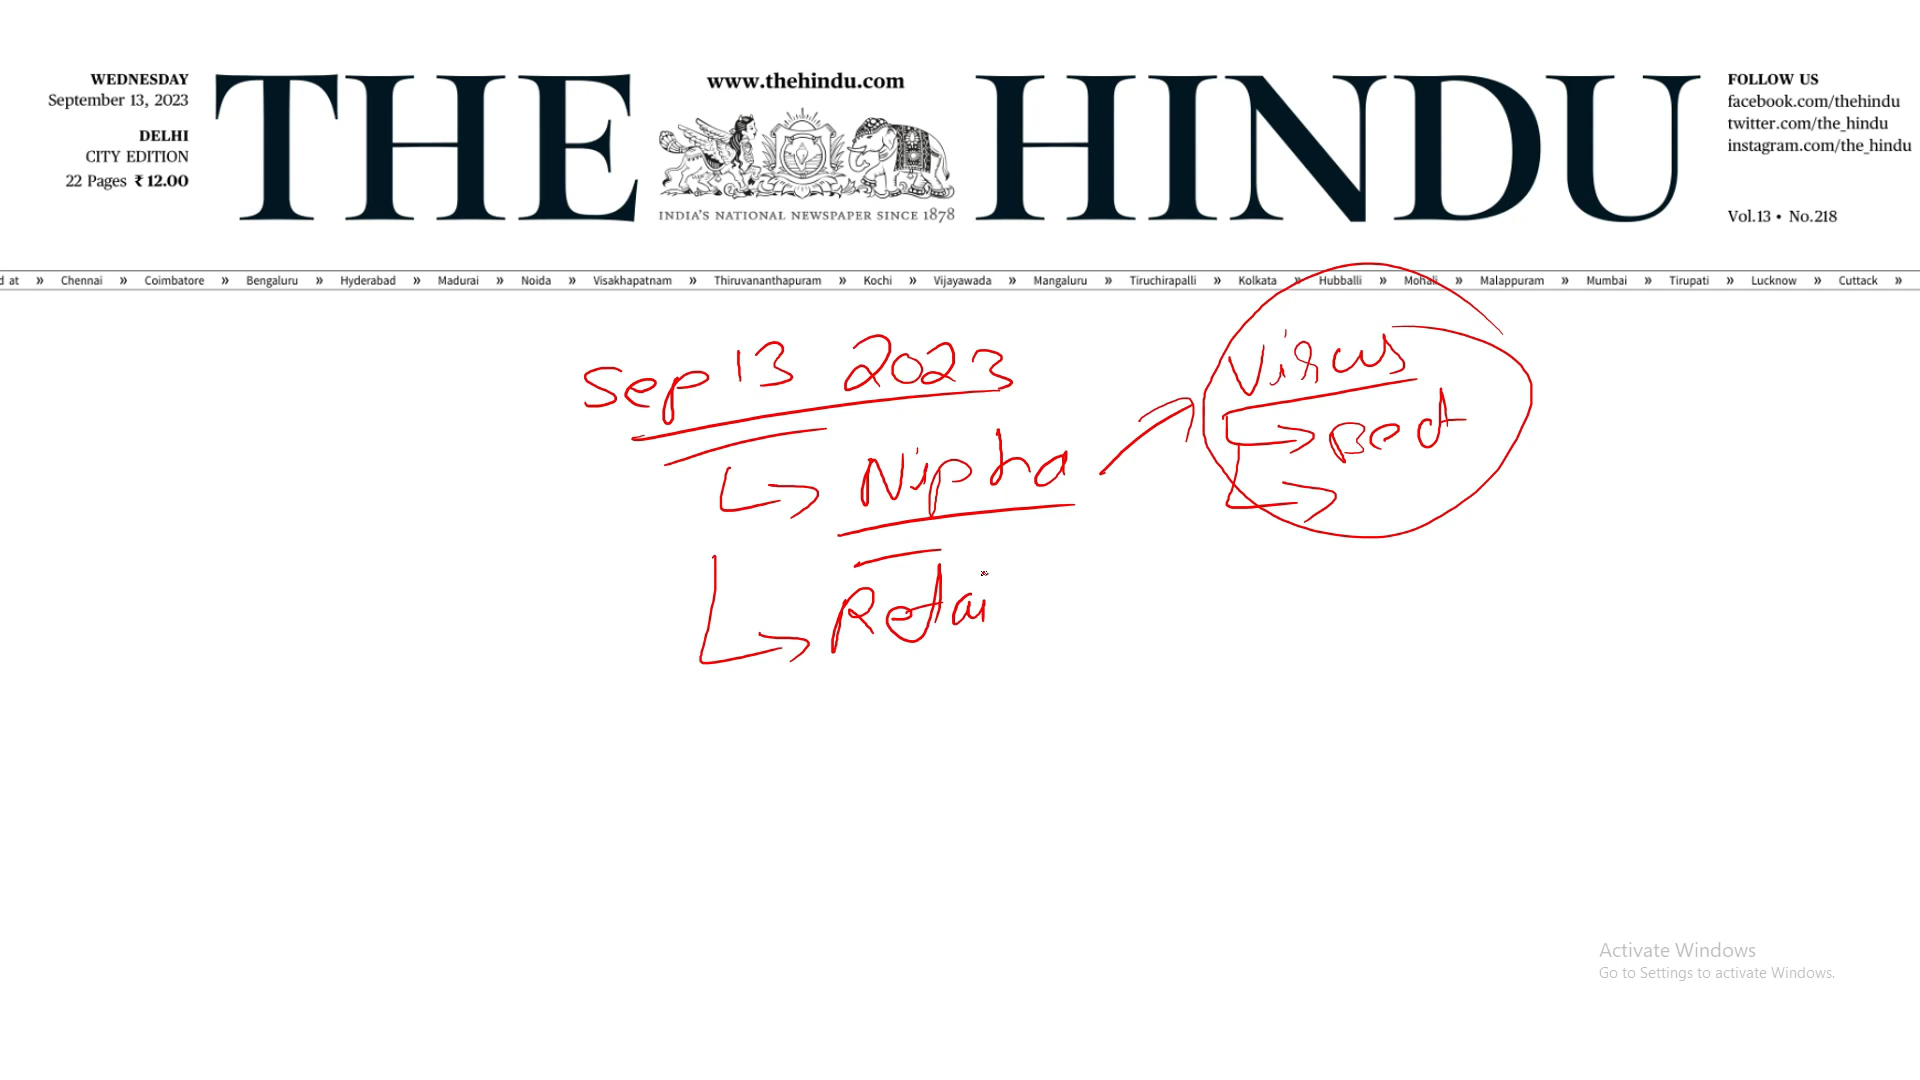 WEDNESDAY
September 13, 2023
DELHI
CITY EDITION
22 Pages ₹ 12.00
THE HINDU
www.thehindu.com
INDIA'S NATIONAL NEWSPAPER SINCE 1878
FOLLOW US
facebook.com/thehindu
twitter.com/the_hindu
instagram.com/the_hindu
Vol.13 • No.218
d at » Chennai » Coimbatore » Bengaluru » Hyderabad » Madurai » Noida » Visakhapatnam » Thiruvananthapuram » Kochi » Vijayawada » Mangaluru » Tiruchirapalli » Kolkata » Hubballi » Mohali » Malappuram » Mumbai » Tirupati » Lucknow » Cuttack »
Sep 13 2023
Virus
Nipha
Retai
Activate Windows
Go to Settings to activate Windows.